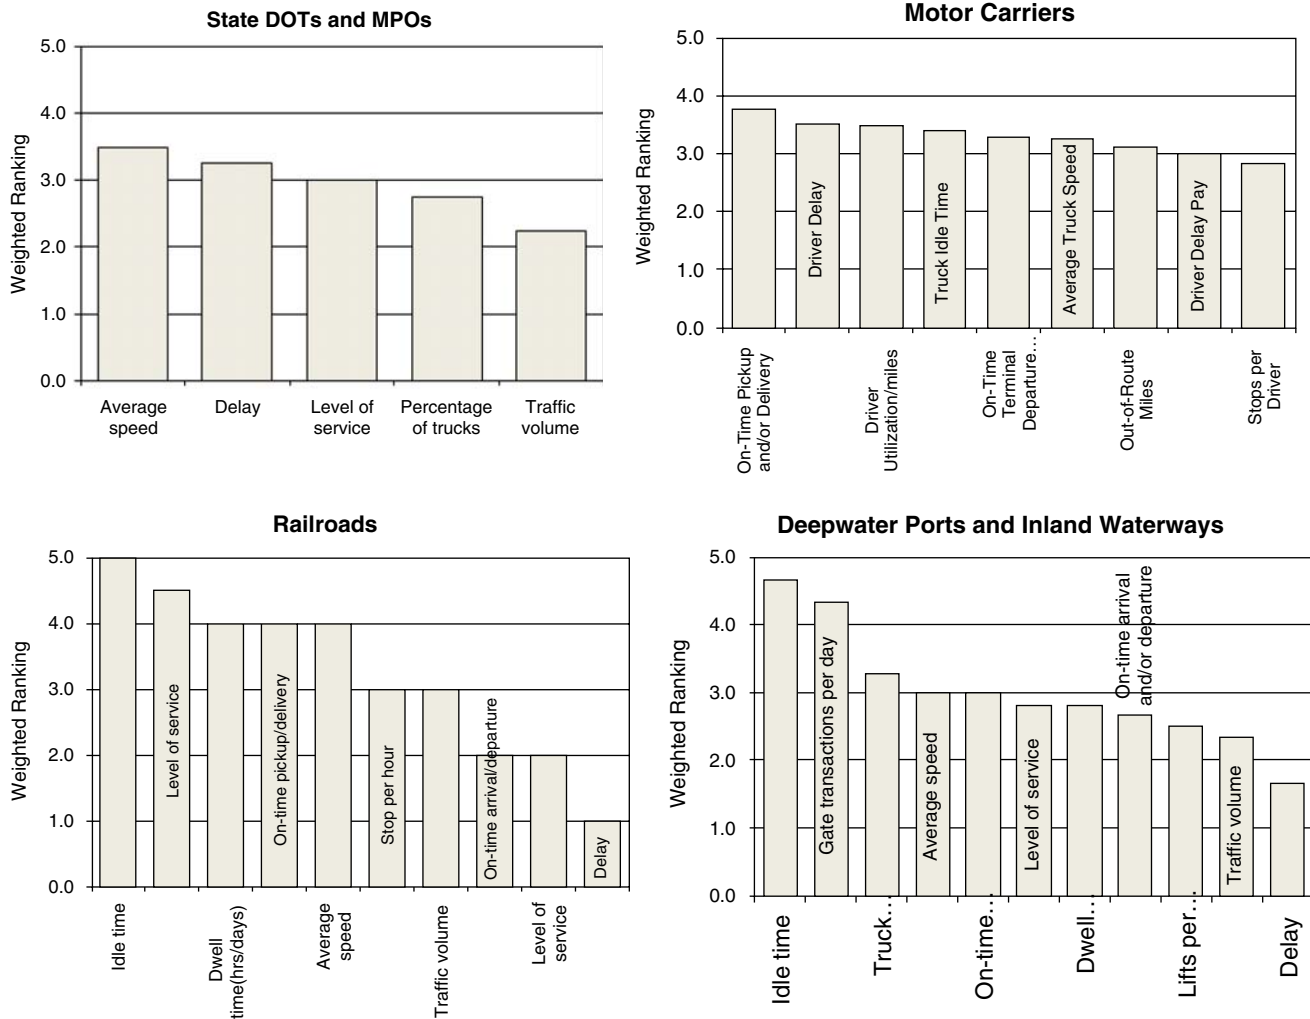 State DOTs and MPOs
Weighted Ranking
5.0
4.0
3.0
2.0
1.0
0.0
Average
speed
Delay
Level of
service
Percentage
of trucks
Traffic
volume
Motor Carriers
Weighted Ranking
5.0
4.0
3.0
2.0
1.0
0.0
On-Time Pickup
and/or Delivery
Driver Delay
Driver
Utilization/miles
Truck Idle Time
On-Time
Terminal
Departure…
Average Truck Speed
Out-of-Route
Miles
Driver Delay Pay
Stops per
Driver
Railroads
Weighted Ranking
5.0
4.0
3.0
2.0
1.0
0.0
Idle time
Level of service
Dwell
time(hrs/days)
On-time pickup/delivery
Average
speed
Stop per hour
Traffic volume
On-time arrival/departure
Level of
service
Delay
Deepwater Ports and Inland Waterways
Weighted Ranking
5.0
4.0
3.0
2.0
1.0
0.0
Idle time
Gate transactions per day
Truck…
Average speed
On-time…
Level of service
Dwell…
On-time arrival
and/or departure
Lifts per…
Traffic volume
Delay